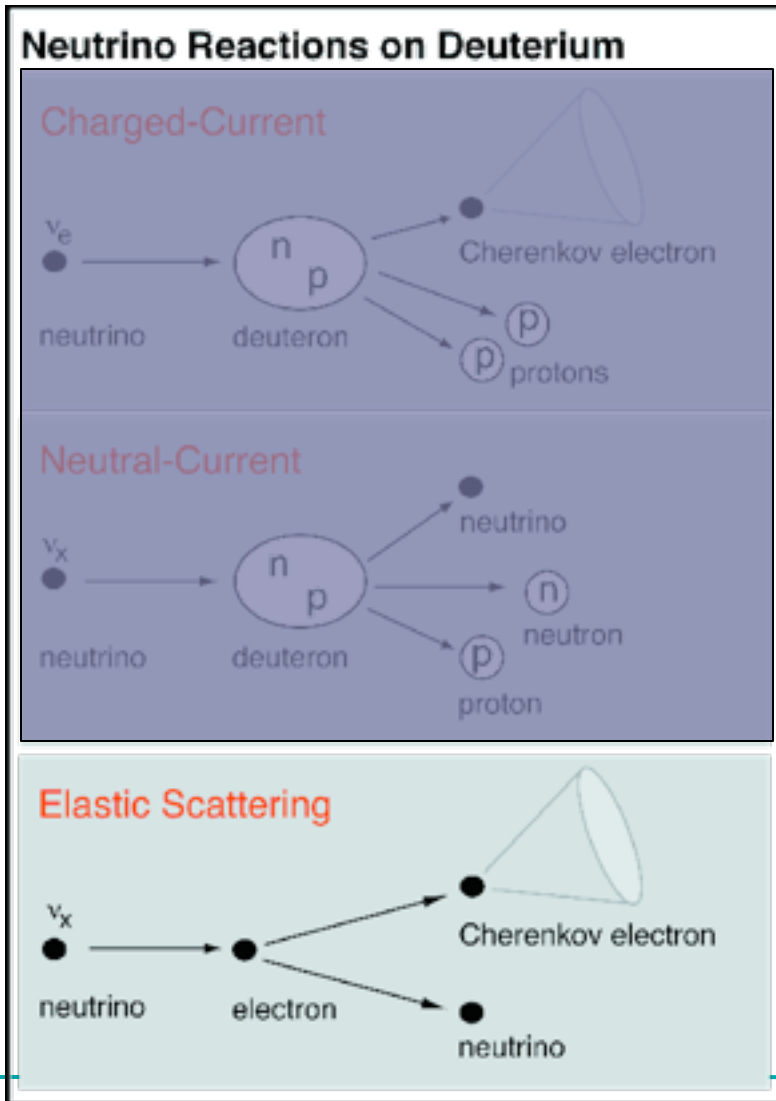 Neutrino Reactions on Deuterium
Charged-Current
νe
n
p
Cherenkov electron
p
neutrino
deuteron
p
protons
Neutral-Current
neutrino
νx
n
p
n
neutron
neutrino
deuteron
p
proton
Elastic Scattering
νx
Cherenkov electron
neutrino
electron
neutrino